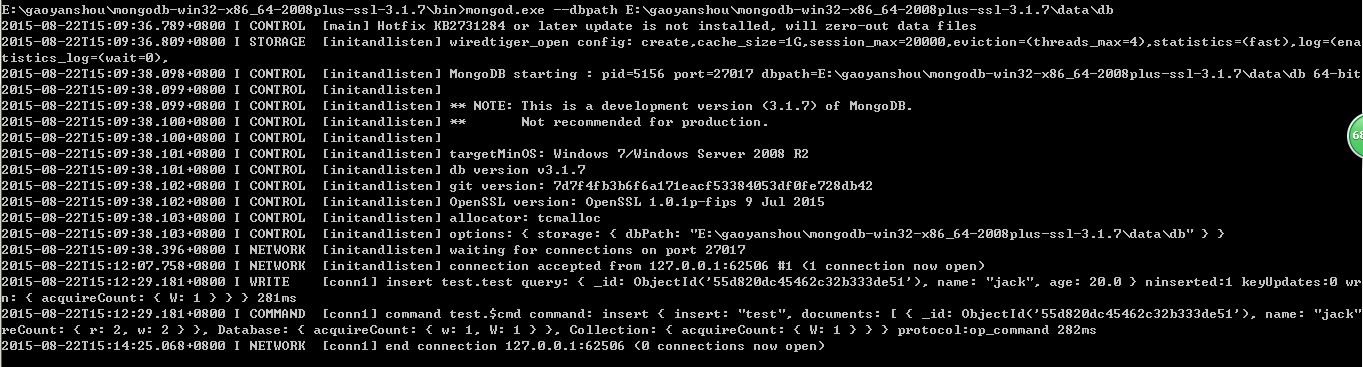 E:\gaoyanshou\mongodb-win32-x86_64-2008plus-ssl-3.1.7\bin>mongod.exe --dbpath E:\gaoyanshou\mongodb-win32-x86_64-2008plus-ssl-3.1.7\data\db
2015-08-22T15:09:36.789+0800 I CONTROL  [main] Hotfix KB2731284 or later update is not installed, will zero-out data files
2015-08-22T15:09:36.809+0800 I STORAGE  [initandlisten] wiredtiger_open config: create,cache_size=1G,session_max=20000,eviction=(threads_max=4),statistics=(fast),log=(ena
tistics_log=(wait=0),
2015-08-22T15:09:38.098+0800 I CONTROL  [initandlisten] MongoDB starting : pid=5156 port=27017 dbpath=E:\gaoyanshou\mongodb-win32-x86_64-2008plus-ssl-3.1.7\data\db 64-bit
2015-08-22T15:09:38.099+0800 I CONTROL  [initandlisten]
2015-08-22T15:09:38.099+0800 I CONTROL  [initandlisten] ** NOTE: This is a development version (3.1.7) of MongoDB.
2015-08-22T15:09:38.100+0800 I CONTROL  [initandlisten] **       Not recommended for production.
2015-08-22T15:09:38.100+0800 I CONTROL  [initandlisten]
2015-08-22T15:09:38.101+0800 I CONTROL  [initandlisten] targetMinOS: Windows 7/Windows Server 2008 R2
2015-08-22T15:09:38.101+0800 I CONTROL  [initandlisten] db version v3.1.7
2015-08-22T15:09:38.102+0800 I CONTROL  [initandlisten] git version: 7d7f4fb3b6f6a171eacf53384053df0fe728db42
2015-08-22T15:09:38.102+0800 I CONTROL  [initandlisten] OpenSSL version: OpenSSL 1.0.1p-fips 9 Jul 2015
2015-08-22T15:09:38.103+0800 I CONTROL  [initandlisten] allocator: tcmalloc
2015-08-22T15:09:38.103+0800 I CONTROL  [initandlisten] options: { storage: { dbPath: "E:\gaoyanshou\mongodb-win32-x86_64-2008plus-ssl-3.1.7\data\db" } }
2015-08-22T15:09:38.396+0800 I NETWORK  [initandlisten] waiting for connections on port 27017
2015-08-22T15:12:07.758+0800 I NETWORK  [initandlisten] connection accepted from 127.0.0.1:62506 #1 (1 connection now open)
2015-08-22T15:12:29.181+0800 I WRITE    [conn1] insert test.test query: { _id: ObjectId('55d820dc45462c32b333de51'), name: "jack", age: 20.0 } ninserted:1 keyUpdates:0 wr
n: { acquireCount: { W: 1 } } } 281ms
2015-08-22T15:12:29.181+0800 I COMMAND  [conn1] command test.$cmd command: insert { insert: "test", documents: [ { _id: ObjectId('55d820dc45462c32b333de51'), name: "jack"
reCount: { r: 2, w: 2 } }, Database: { acquireCount: { w: 1, W: 1 } }, Collection: { acquireCount: { W: 1 } } } protocol:op_command 282ms
2015-08-22T15:14:25.068+0800 I NETWORK  [conn1] end connection 127.0.0.1:62506 (0 connections now open)